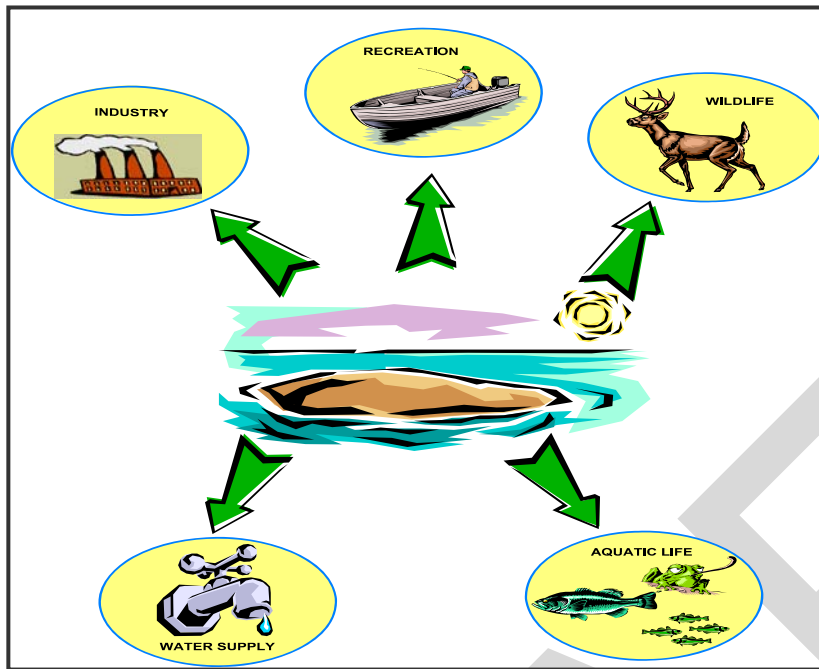 RECREATION
INDUSTRY
WILDLIFE
AQUATIC LIFE
WATER SUPPLY